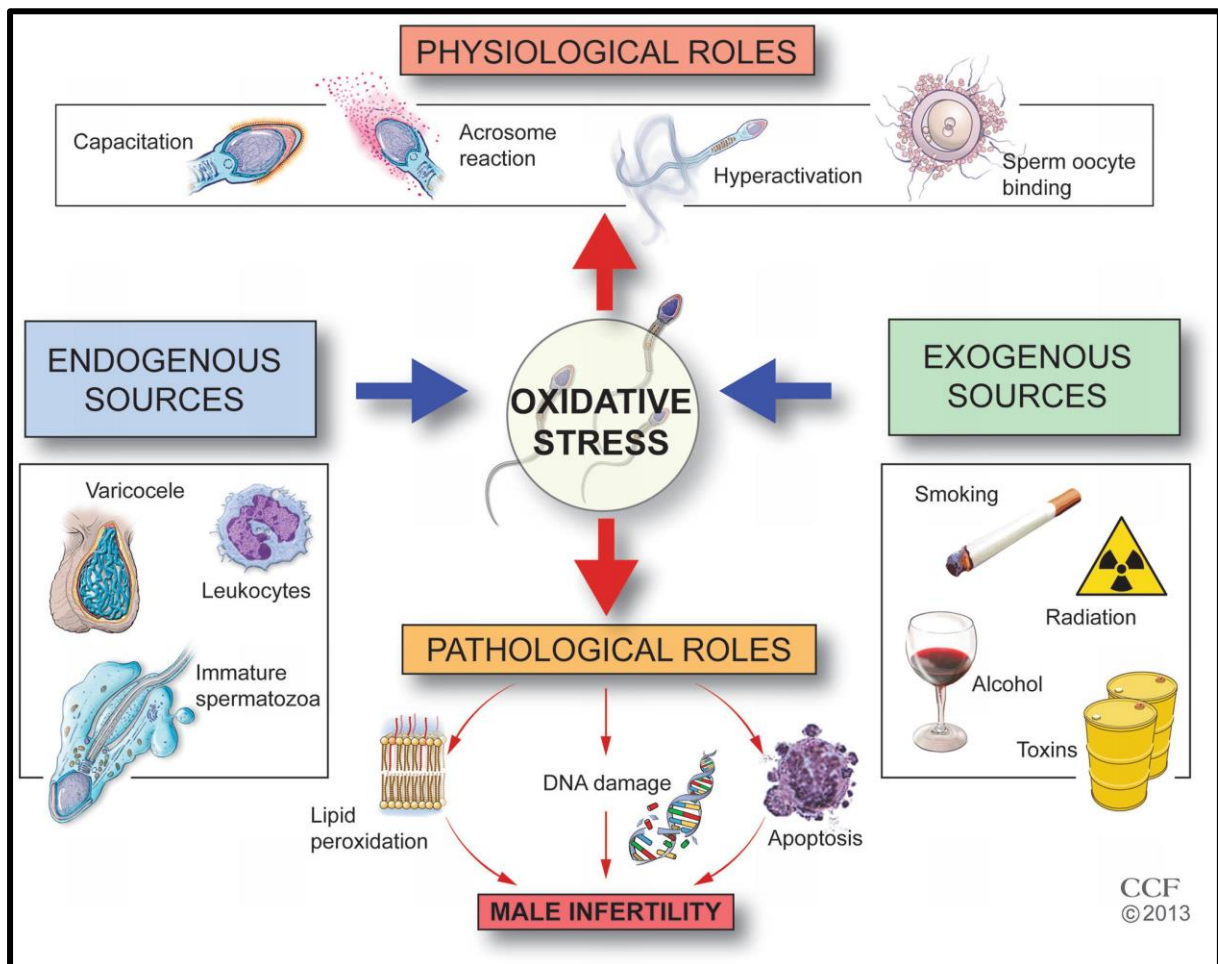 PHYSIOLOGICAL ROLES
Capacitation
Acrosome
reaction
Hyperactivation
Sperm oocyte
binding
ENDOGENOUS
SOURCES
OXIDATIVE
STRESS
EXOGENOUS
SOURCES
Varicocele
Leukocytes
Immature
spermatozoa
Smoking
Radiation
Alcohol
Toxins
PATHOLOGICAL ROLES
Lipid
peroxidation
DNA damage
Apoptosis
MALE INFERTILITY
CCF
©2013